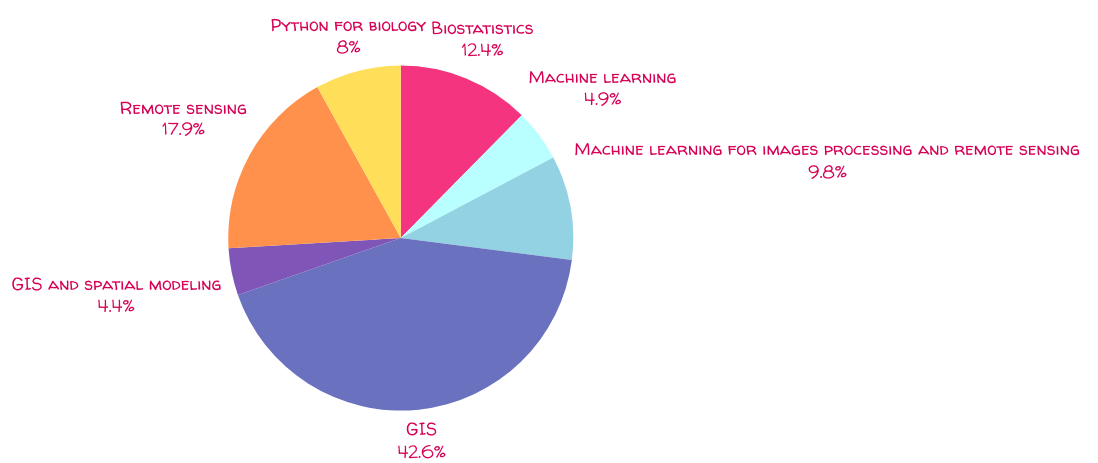 Python for biology
8%
Biostatistics
12.4%
Machine learning
4.9%
Remote sensing
17.9%
Machine learning for images processing and remote sensing
9.8%
GIS and spatial modeling
4.4%
GIS
42.6%